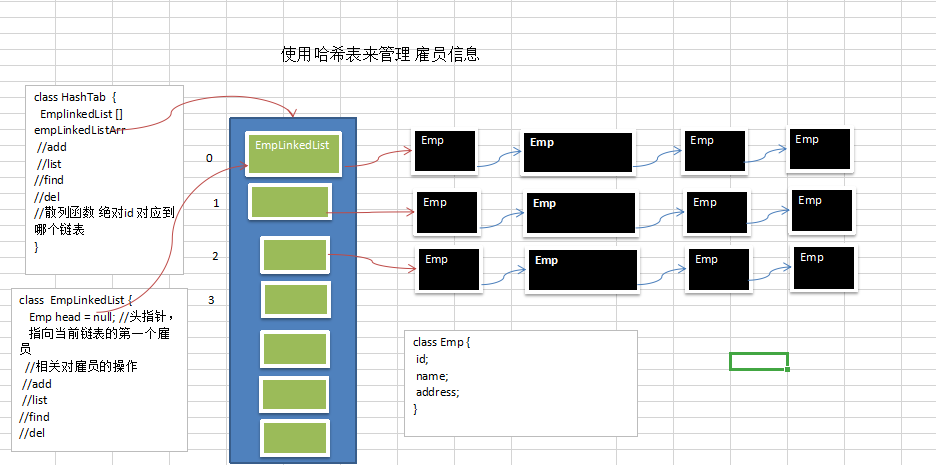 使用哈希表来管理 雇员信息
class HashTab  {
EmplinkedList []
empLinkedListArr
//add
//list
//find
//del
//散列函数 绝对id 对应到
哪个链表
}
class  EmpLinkedList {
Emp head = null; //头指针，
指向当前链表的第一个雇
员
//相关对雇员的操作
//add
//list
//find
//del
0
1
2
3
EmpLinkedList
Emp
Emp
Emp
Emp
Emp
Emp
Emp
Emp
Emp
Emp
Emp
Emp
class Emp {
id;
name;
address;
}